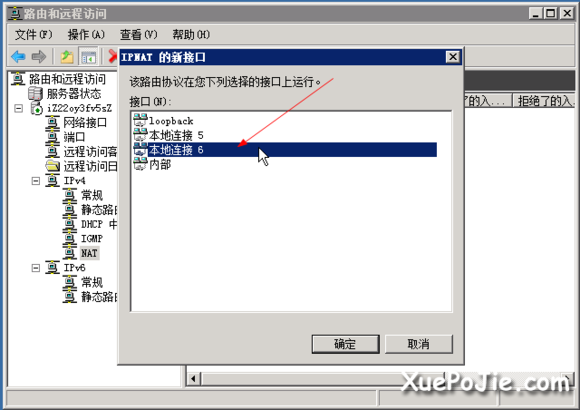 路由和远程访问
文件(F) 操作(A) 查看(V) 帮助(H)
路由和远程访问
服务器状态
iZ22oy3fv5sZ
网络接口
端口
远程访问客
远程访问日
IPv4
常规
静态路由
DHCP 中
IGMP
NAT
IPv6
常规
静态路由
IPNAT 的新接口
该路由协议在您下列选择的接口上运行。
接口(N):
loopback
本地连接 5
本地连接 6
内部
确定
取消
了的入... 拒绝了的入...
XuePoJie.com